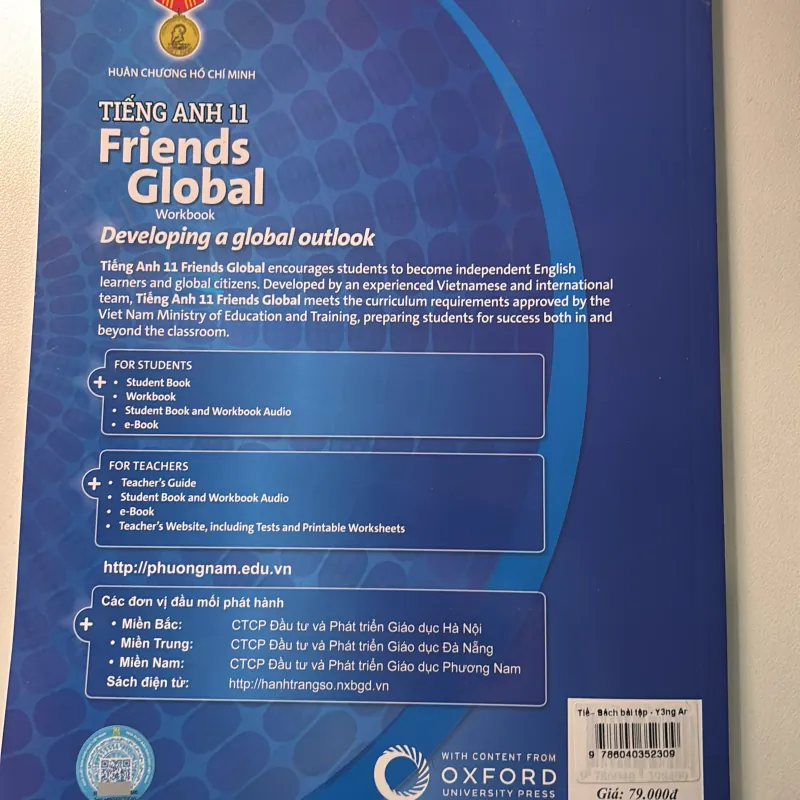 HUÂN CHƯƠNG HỒ CHÍ MINH
TIẾNG ANH 11
Friends
Global
Workbook
Developing a global outlook
Tiếng Anh 11 Friends Global encourages students to become independent English
learners and global citizens. Developed by an experienced Vietnamese and international
team, Tiếng Anh 11 Friends Global meets the curriculum requirements approved by the
Viet Nam Ministry of Education and Training, preparing students for success both in and
beyond the classroom.
FOR STUDENTS
• Student Book
• Workbook
• Student Book and Workbook Audio
• e-Book
FOR TEACHERS
• Teacher's Guide
• Student Book and Workbook Audio
• e-Book
• Teacher's Website, including Tests and Printable Worksheets
http://phuongnam.edu.vn
Các đơn vị đầu mối phát hành
• Miền Bắc: CTCP Đầu tư và Phát triển Giáo dục Hà Nội
• Miền Trung: CTCP Đầu tư và Phát triển Giáo dục Đà Nẵng
• Miền Nam: CTCP Đầu tư và Phát triển Giáo dục Phương Nam
Sách điện tử: http://hanhtrangso.nxbgd.vn
Tiê- Sách bài tập - Y3ng Ar
9 786040352309
WITH CONTENT FROM
OXFORD
UNIVERSITY PRESS
Giá: 79.000đ